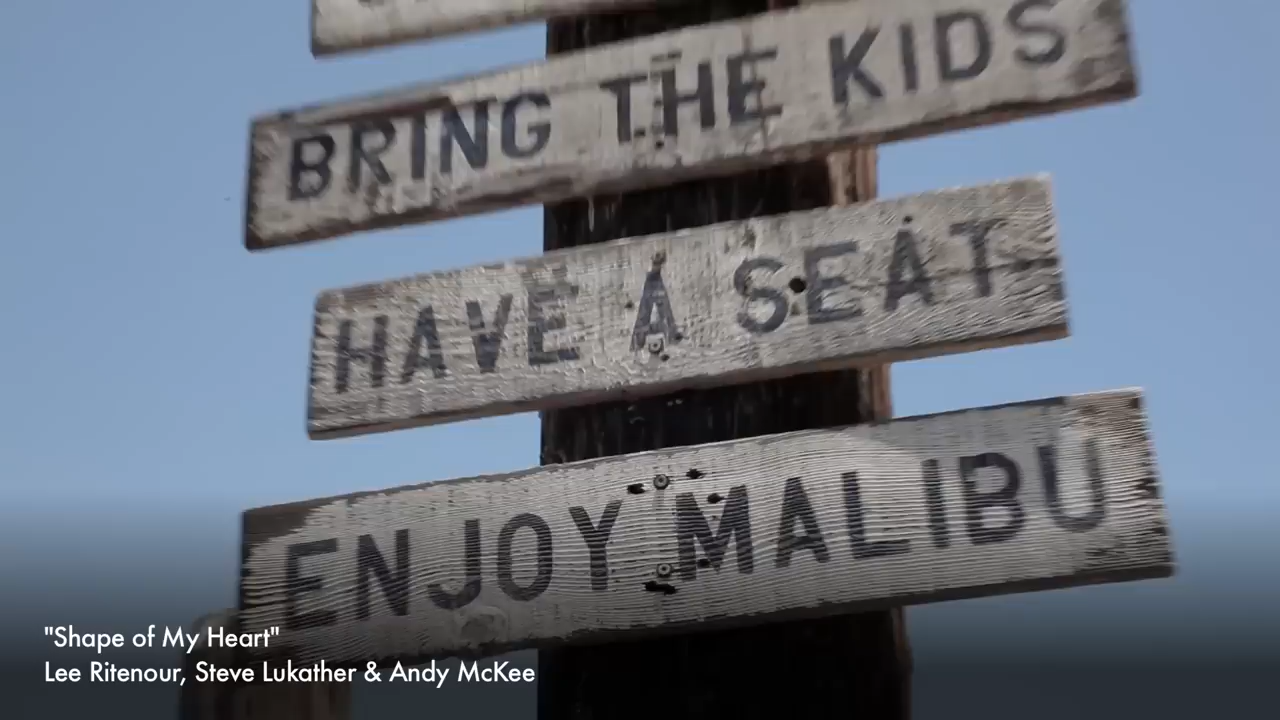 BRING THE KIDS
HAVE A SEAT
ENJOY MALIBU
"Shape of My Heart"
Lee Ritenour, Steve Lukather & Andy McKee